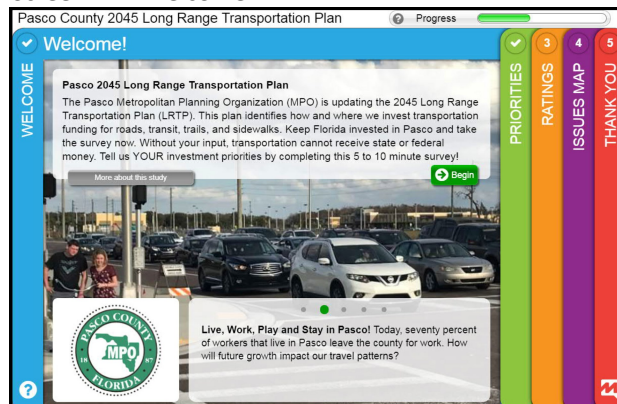 Pasco County 2045 Long Range Transportation Plan
Progress
Welcome!
WELCOME
Pasco 2045 Long Range Transportation Plan
The Pasco Metropolitan Planning Organization (MPO) is updating the 2045 Long Range
Transportation Plan (LRTP). This plan identifies how and where we invest transportation
funding for roads, transit, trails, and sidewalks. Keep Florida invested in Pasco and take
the survey now. Without your input, transportation cannot receive state or federal
money. Tell us YOUR investment priorities by completing this 5 to 10 minute survey!
More about this study
Begin
PASCO COUNTY
MPO
18 87
FLORIDA
Live, Work, Play and Stay in Pasco! Today, seventy percent
of workers that live in Pasco leave the county for work. How
will future growth impact our travel patterns?
PRIORITIES
3
RATINGS
4
ISSUES MAP
5
THANK YOU
?